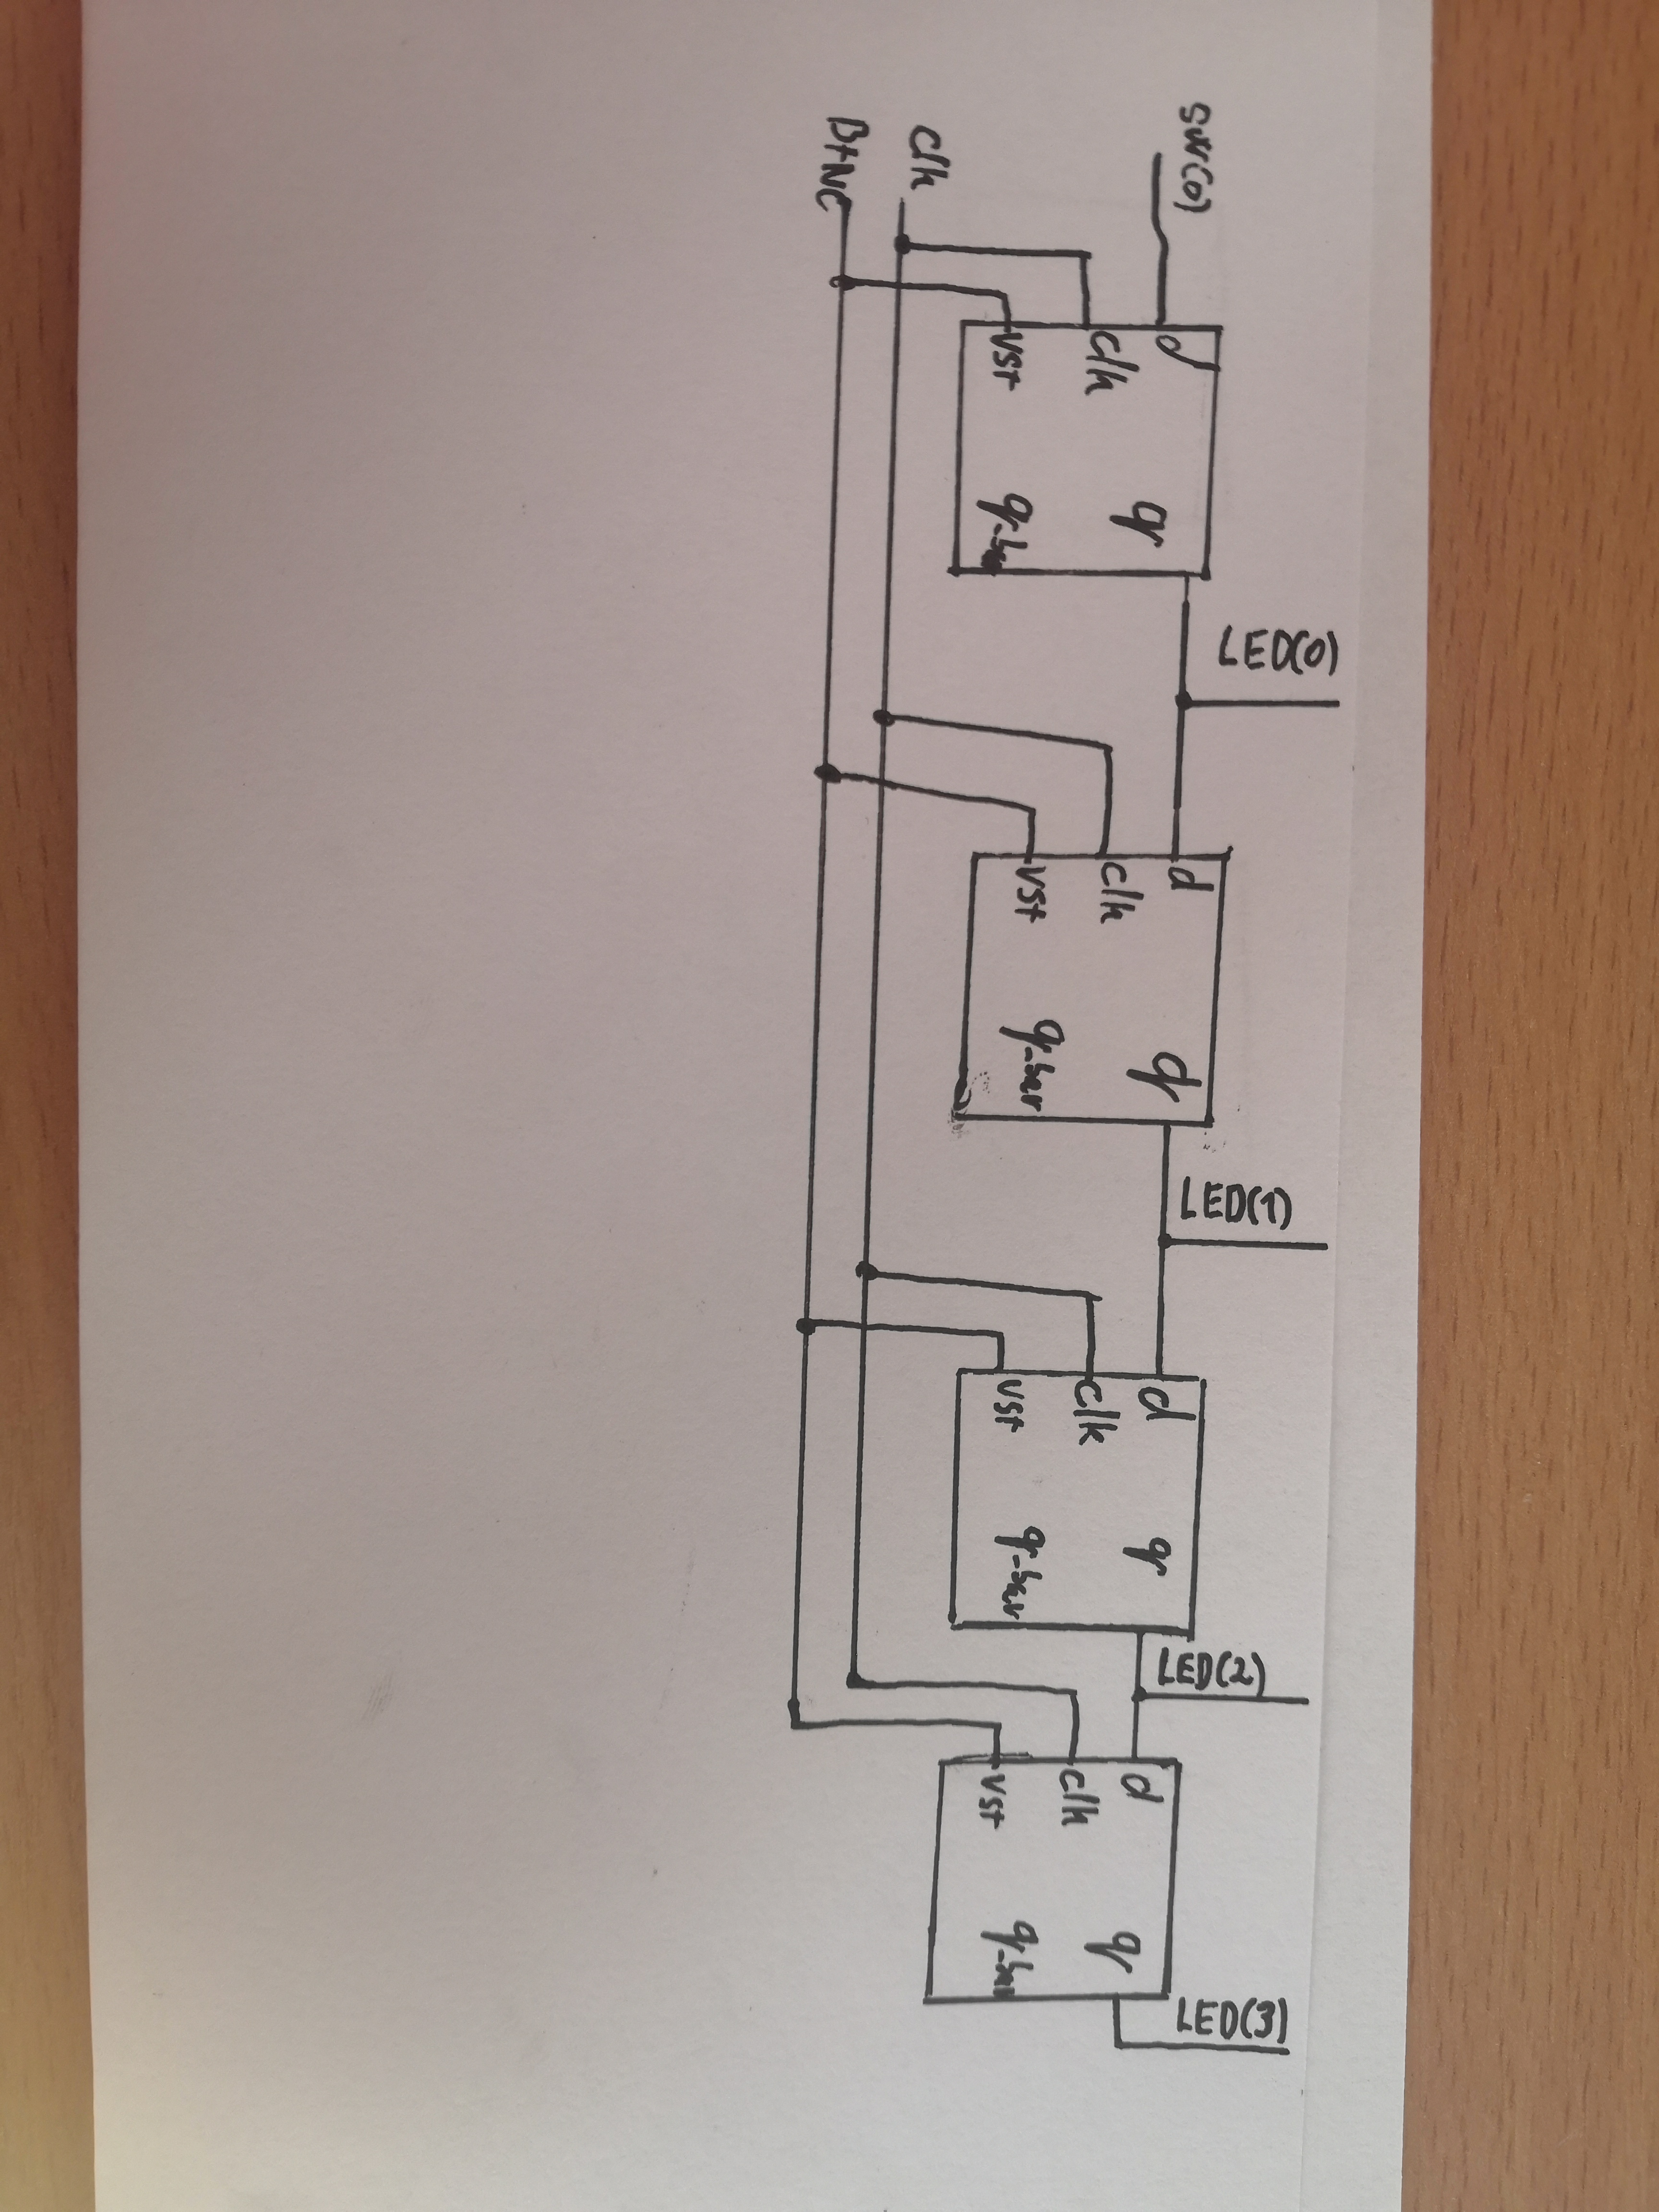 LED(0)
LED(1)
LED(2)
LED(3)
SW(0)
d
q
clk
rst
q_bar
d
q
clk
rst
q_bar
d
q
clk
rst
q_bar
d
q
clk
rst
q_bar
clk
BtNC